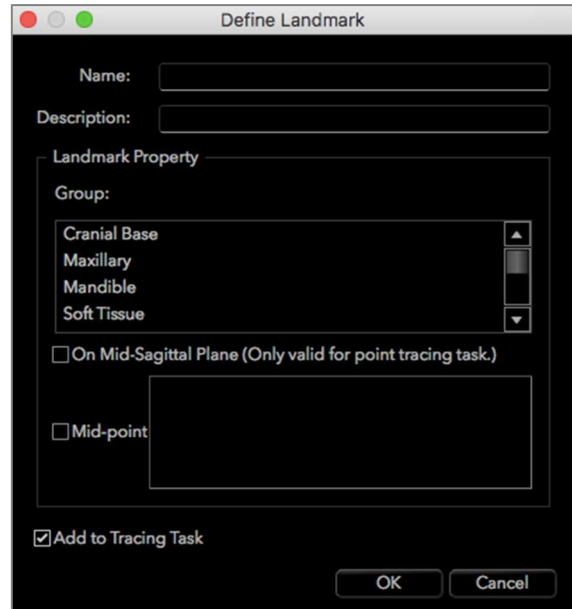 Define Landmark
Name:
Description:
Landmark Property
Group:
Cranial Base
Maxillary
Mandible
Soft Tissue
On Mid-Sagittal Plane (Only valid for point tracing task.)
Mid-point
Add to Tracing Task
OK Cancel